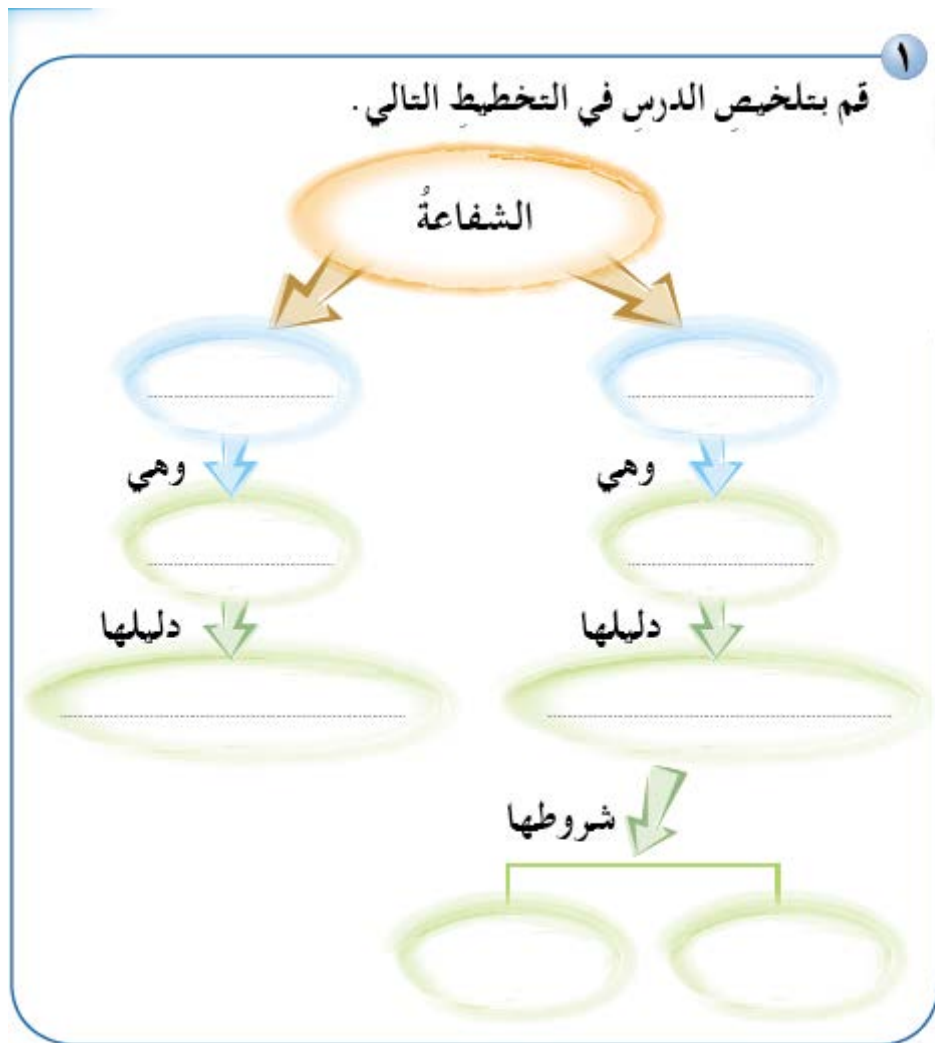 ١
قم بتلخيصِ الدرسِ في التخطيطِ التالي.
الشفاعةُ
وهي
وهي
دليلها
دليلها
شروطها